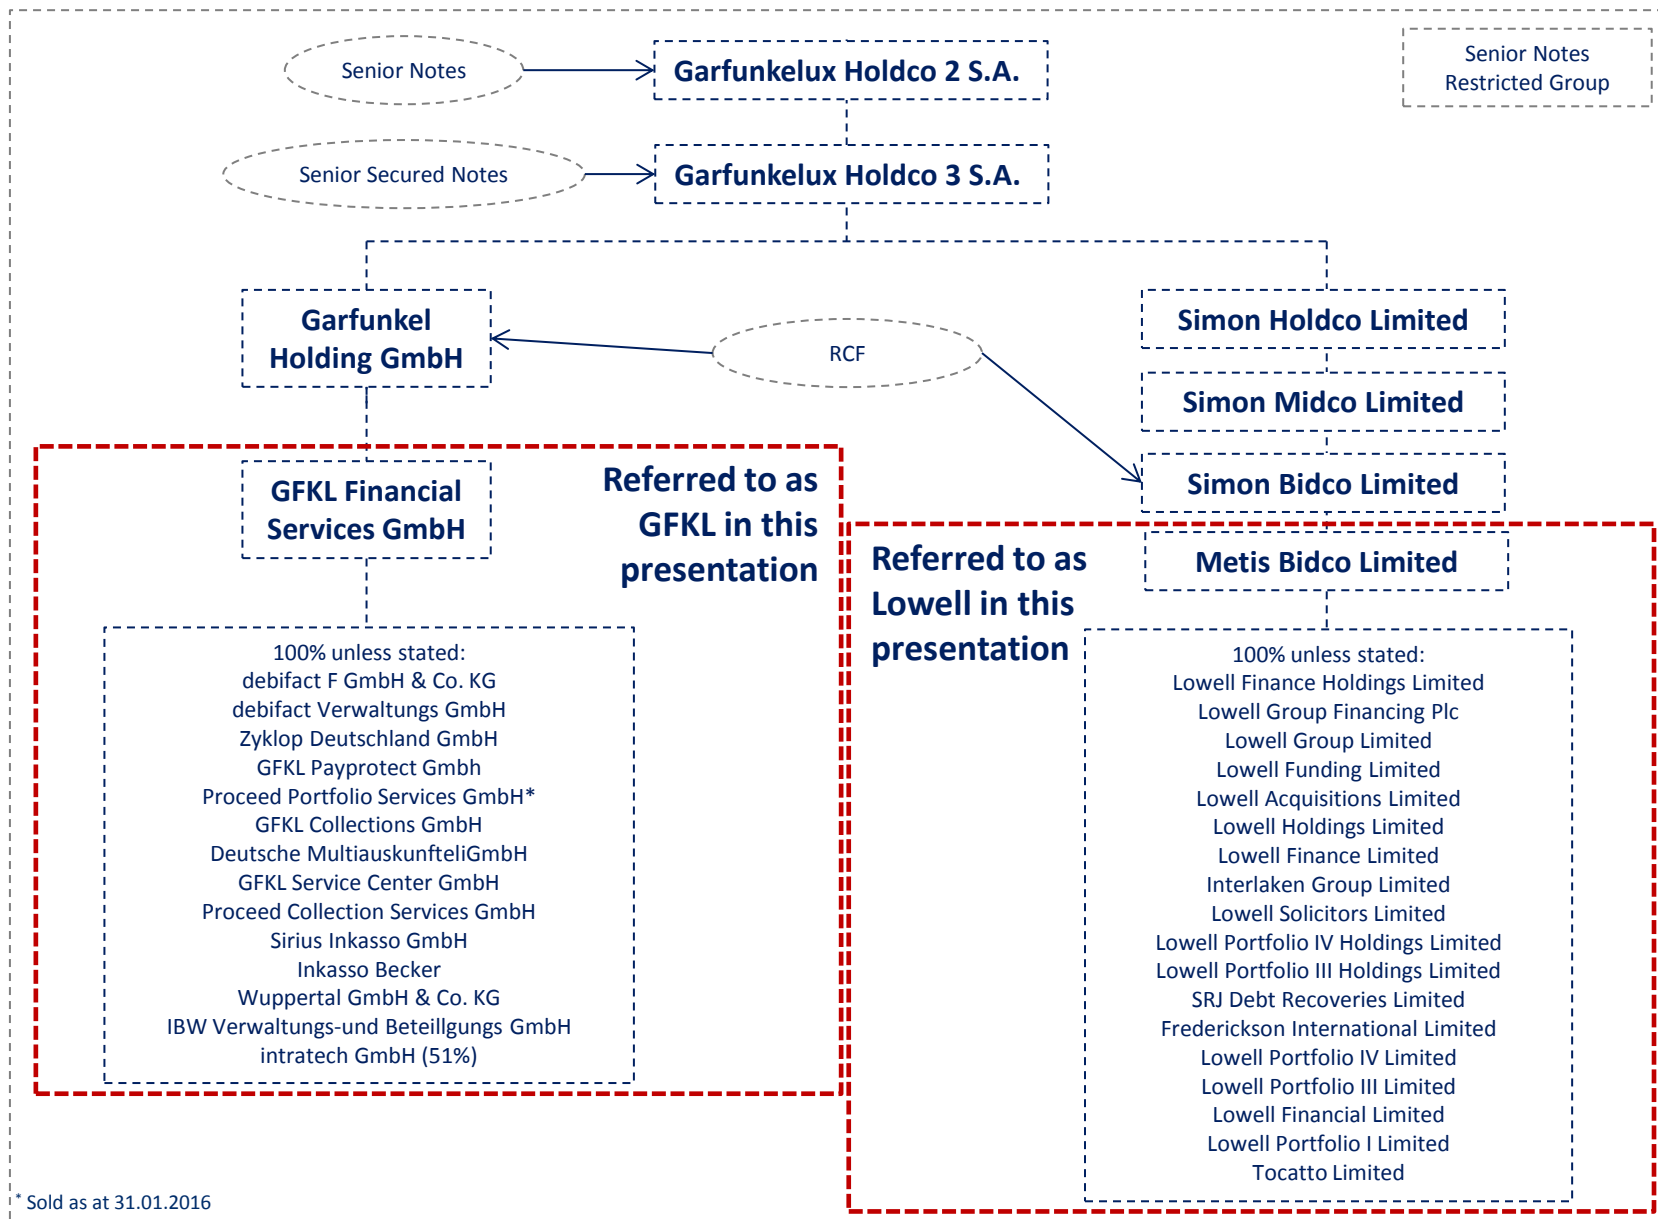 Senior Notes
Garfunkelux Holdco 2 S.A.
Senior Notes
Restricted Group
Senior Secured Notes
Garfunkelux Holdco 3 S.A.
Garfunkel
Holding GmbH
RCF
Simon Holdco Limited
Simon Midco Limited
Simon Bidco Limited
GFKL Financial
Services GmbH
Referred to as
GFKL in this
presentation
Referred to as
Lowell in this
presentation
Metis Bidco Limited
100% unless stated:
debifact F GmbH & Co. KG
debifact Verwaltungs GmbH
Zyklop Deutschland GmbH
GFKL Payprotect Gmbh
Proceed Portfolio Services GmbH*
GFKL Collections GmbH
Deutsche MultiauskunfteliGmbH
GFKL Service Center GmbH
Proceed Collection Services GmbH
Sirius Inkasso GmbH
Inkasso Becker
Wuppertal GmbH & Co. KG
IBW Verwaltungs-und Beteillgungs GmbH
intratech GmbH (51%)
100% unless stated:
Lowell Finance Holdings Limited
Lowell Group Financing Plc
Lowell Group Limited
Lowell Funding Limited
Lowell Acquisitions Limited
Lowell Holdings Limited
Lowell Finance Limited
Interlaken Group Limited
Lowell Solicitors Limited
Lowell Portfolio IV Holdings Limited
Lowell Portfolio III Holdings Limited
SRJ Debt Recoveries Limited
Frederickson International Limited
Lowell Portfolio IV Limited
Lowell Portfolio III Limited
Lowell Financial Limited
Lowell Portfolio I Limited
Tocatto Limited
* Sold as at 31.01.2016